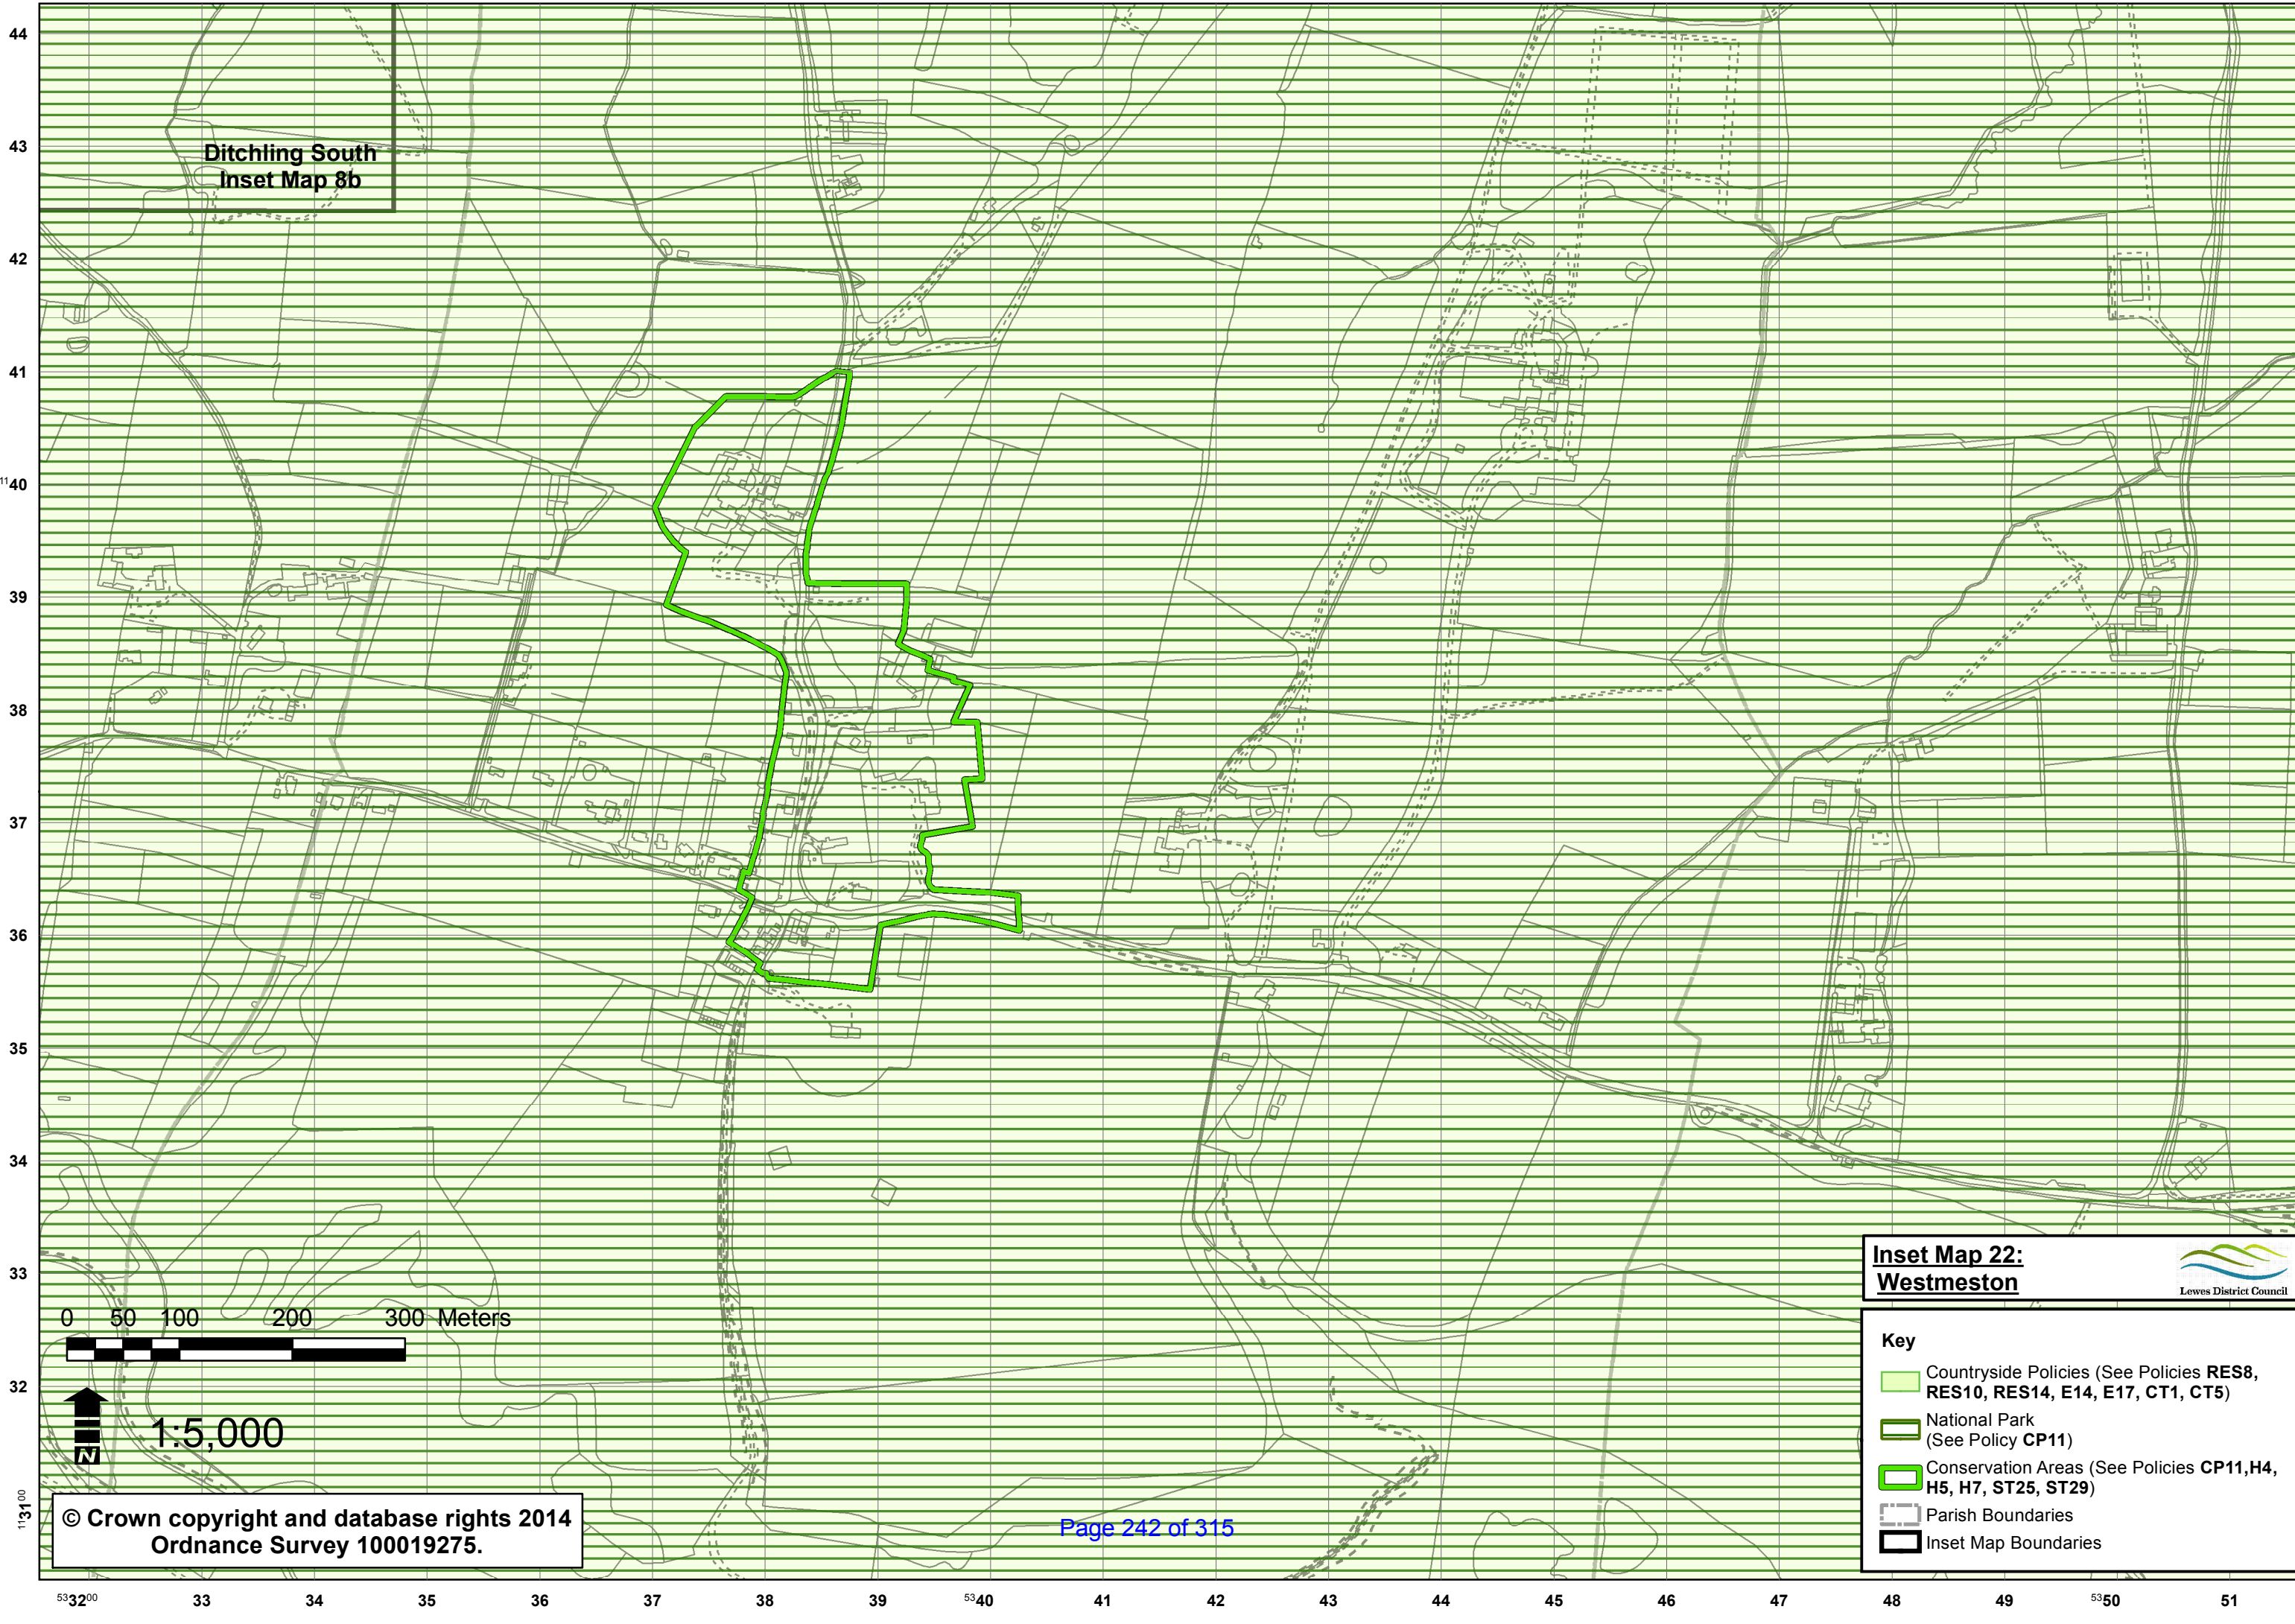 44
43
42
41
1140
39
38
37
36
35
34
33
32
113100
Ditchling South
Inset Map 8b
0 50 100 200 300 Meters
N
1:5,000
© Crown copyright and database rights 2014
Ordnance Survey 100019275.
Page 242 of 315
Inset Map 22:
Westmeston
Lewes District Council
Key
Countryside Policies (See Policies RES8,
RES10, RES14, E14, E17, CT1, CT5)
National Park
(See Policy CP11)
Conservation Areas (See Policies CP11,H4,
H5, H7, ST25, ST29)
Parish Boundaries
Inset Map Boundaries
533200 33 34 35 36 37 38 39 5340 41 42 43 44 45 46 47 48 49 5350 51